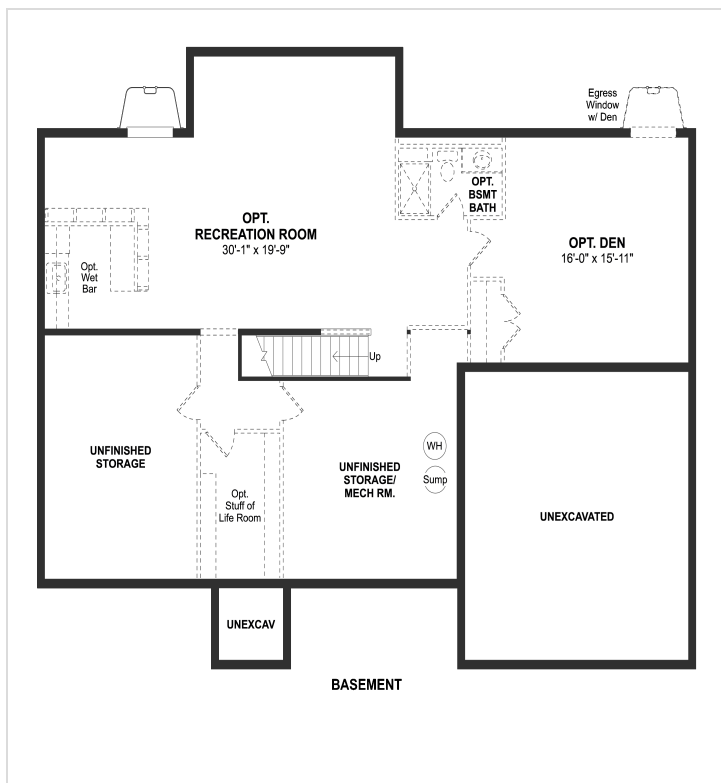 Egress
Window
w/ Den
OPT.
BSMT
BATH
OPT.
RECREATION ROOM
30'-1" x 19'-9"
OPT. DEN
16'-0" x 15'-11"
Opt.
Wet
Bar
Up
UNFINISHED
STORAGE
WH
Sump
UNFINISHED
STORAGE/
MECH RM.
Opt.
Stuff of
Life Room
UNEXCAVATED
UNEXCAV
BASEMENT